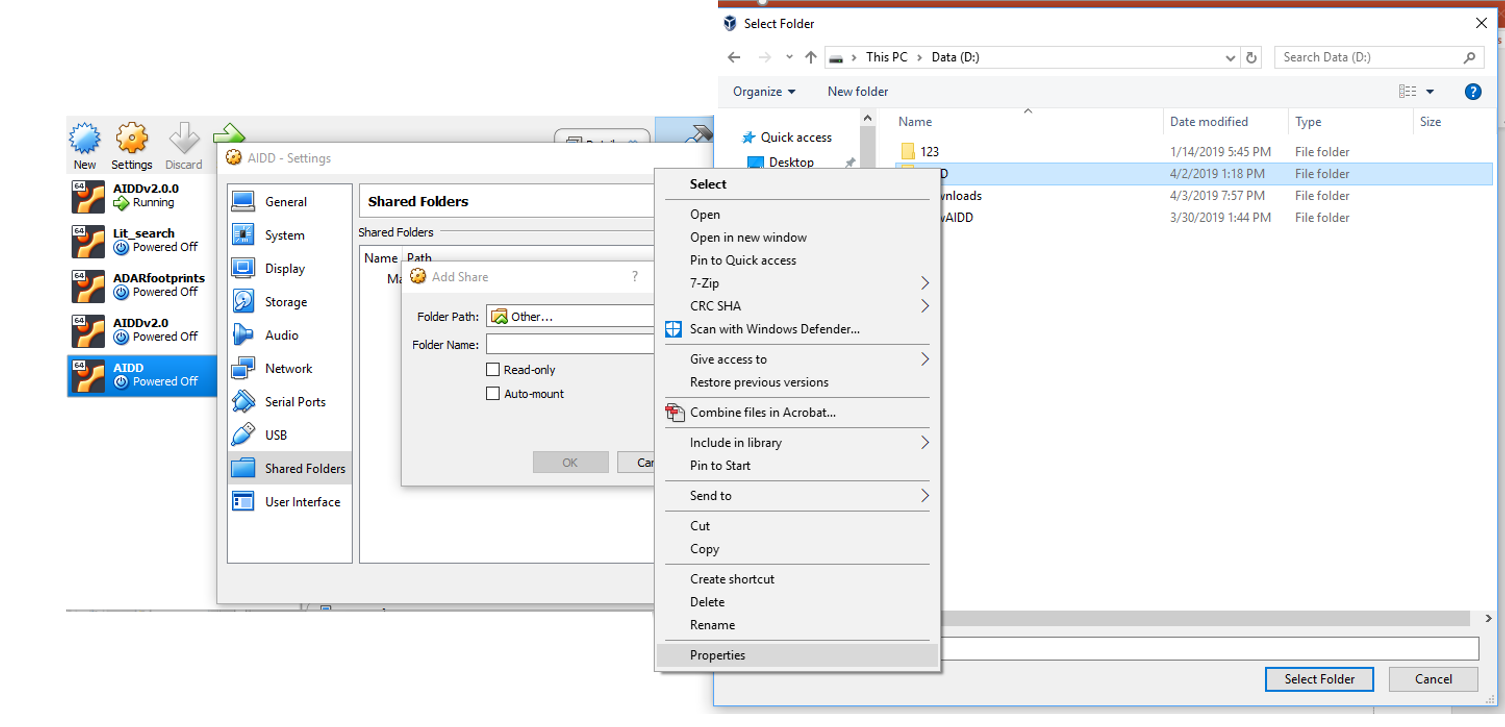 New
Settings
Discard
64
AIDDv2.0.0
Running
64
Lit_search
Powered Off
64
ADARfootprints
Powered Off
64
AIDDv2.0
Powered Off
64
AIDD
Powered Off
AIDD - Settings
General
System
Display
Storage
Audio
Network
Serial Ports
USB
Shared Folders
User Interface
Shared Folders
Shared Folders
Name
Path
Ma
Add Share
?
Folder Path:
Other...
Folder Name:
Read-only
Auto-mount
OK
Can
Select
Open
Open in new window
Pin to Quick access
7-Zip
CRC SHA
Scan with Windows Defender...
Give access to
Restore previous versions
Combine files in Acrobat...
Include in library
Pin to Start
Send to
Cut
Copy
Create shortcut
Delete
Rename
Properties
Select Folder
This PC > Data (D:)
Search Data (D:)
Organize
New folder
?
Quick access
Desktop
Name
Date modified
Type
Size
123 1/14/2019 5:45 PM File folder
D 4/2/2019 1:18 PM File folder
wnloads 4/3/2019 7:57 PM File folder
wAIDD 3/30/2019 1:44 PM File folder
Select Folder
Cancel